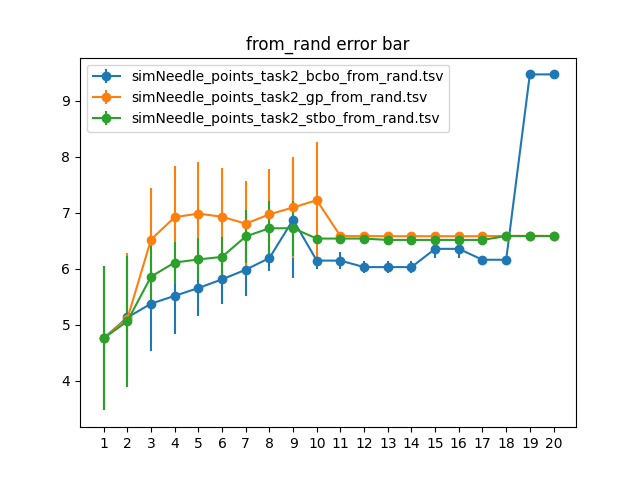 from_rand error bar
simNeedle_points_task2_bcbo_from_rand.tsv
simNeedle_points_task2_gp_from_rand.tsv
simNeedle_points_task2_stbo_from_rand.tsv
9
8
7
6
5
4
1 2 3 4 5 6 7 8 9 10 11 12 13 14 15 16 17 18 19 20